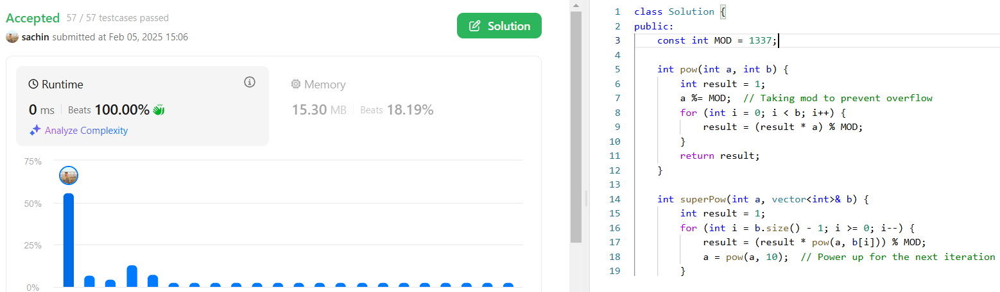 Accepted 57 / 57 testcases passed
sachin submitted at Feb 05, 2025 15:06
Solution
Runtime
0 ms Beats 100.00%
Analyze Complexity
Memory
15.30 MB Beats 18.19%
75%
50%
25%
0%
1 class Solution {
2 public:
3     const int MOD = 1337;
4
5     int pow(int a, int b) {
6         int result = 1;
7         a %= MOD;  // Taking mod to prevent overflow
8         for (int i = 0; i < b; i++) {
9             result = (result * a) % MOD;
10         }
11         return result;
12     }
13
14     int superPow(int a, vector<int>& b) {
15         int result = 1;
16         for (int i = b.size() - 1; i >= 0; i--) {
17             result = (result * pow(a, b[i])) % MOD;
18             a = pow(a, 10);  // Power up for the next iteration
19         }